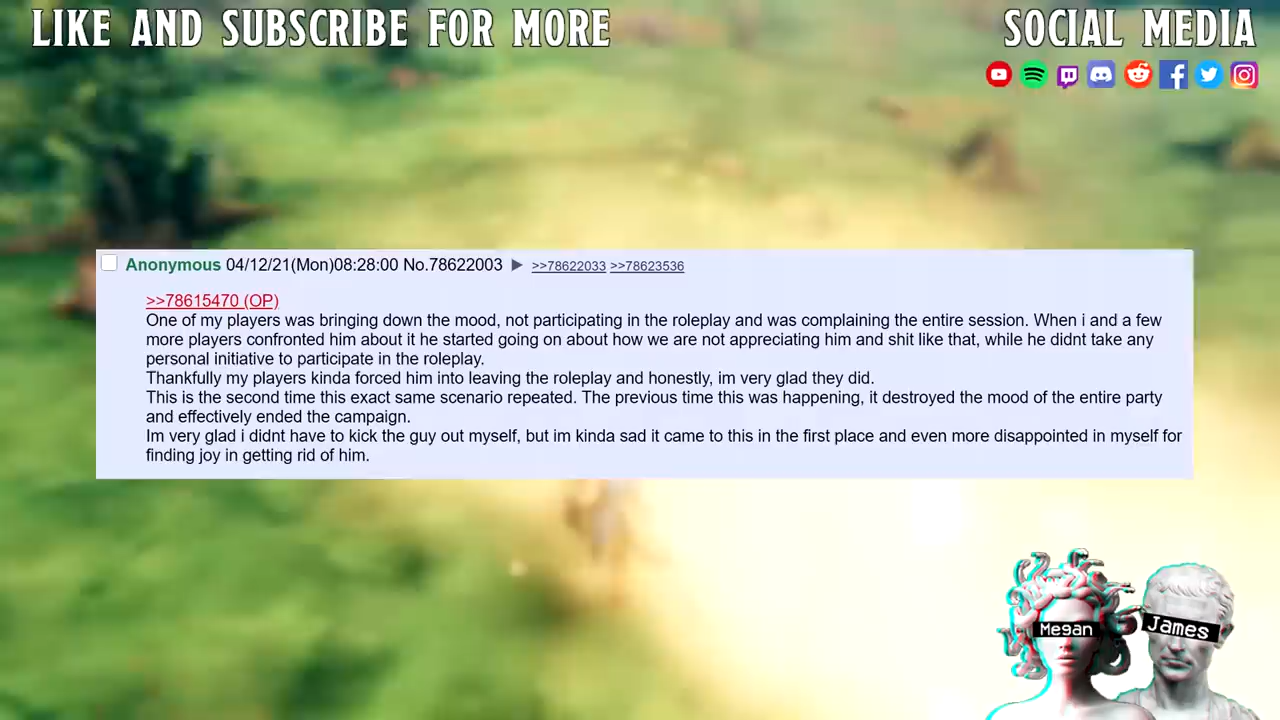 LIKE AND SUBSCRIBE FOR MORE
SOCIAL MEDIA
Anonymous 04/12/21(Mon)08:28:00 No.78622003 ▶ >>78622033 >>78623536
>>78615470 (OP)
One of my players was bringing down the mood, not participating in the roleplay and was complaining the entire session. When i and a few
more players confronted him about it he started going on about how we are not appreciating him and shit like that, while he didnt take any
personal initiative to participate in the roleplay.
Thankfully my players kinda forced him into leaving the roleplay and honestly, im very glad they did.
This is the second time this exact same scenario repeated. The previous time this was happening, it destroyed the mood of the entire party
and effectively ended the campaign.
Im very glad i didnt have to kick the guy out myself, but im kinda sad it came to this in the first place and even more disappointed in myself for
finding joy in getting rid of him.
Megan
James